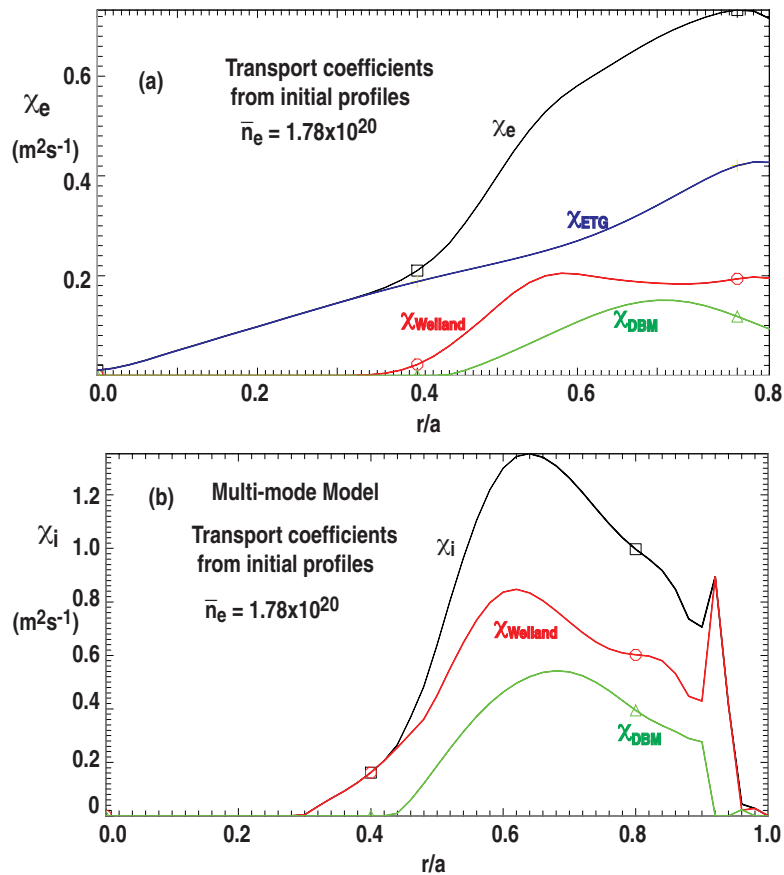 (a)
Transport coefficients
from initial profiles
n̅e = 1.78x10^20
χe
(m2s-1)
0.6
0.4
0.2
χe
χETG
χWeiland
χDBM
0.0 0.2 0.4 0.6 0.8
r/a
(b)
Multi-mode Model
Transport coefficients
from initial profiles
n̅e = 1.78x10^20
χi
(m2s-1)
1.2
1.0
0.8
0.6
0.4
0.2
0
χi
χWeiland
χDBM
0.0 0.2 0.4 0.6 0.8 1.0
r/a